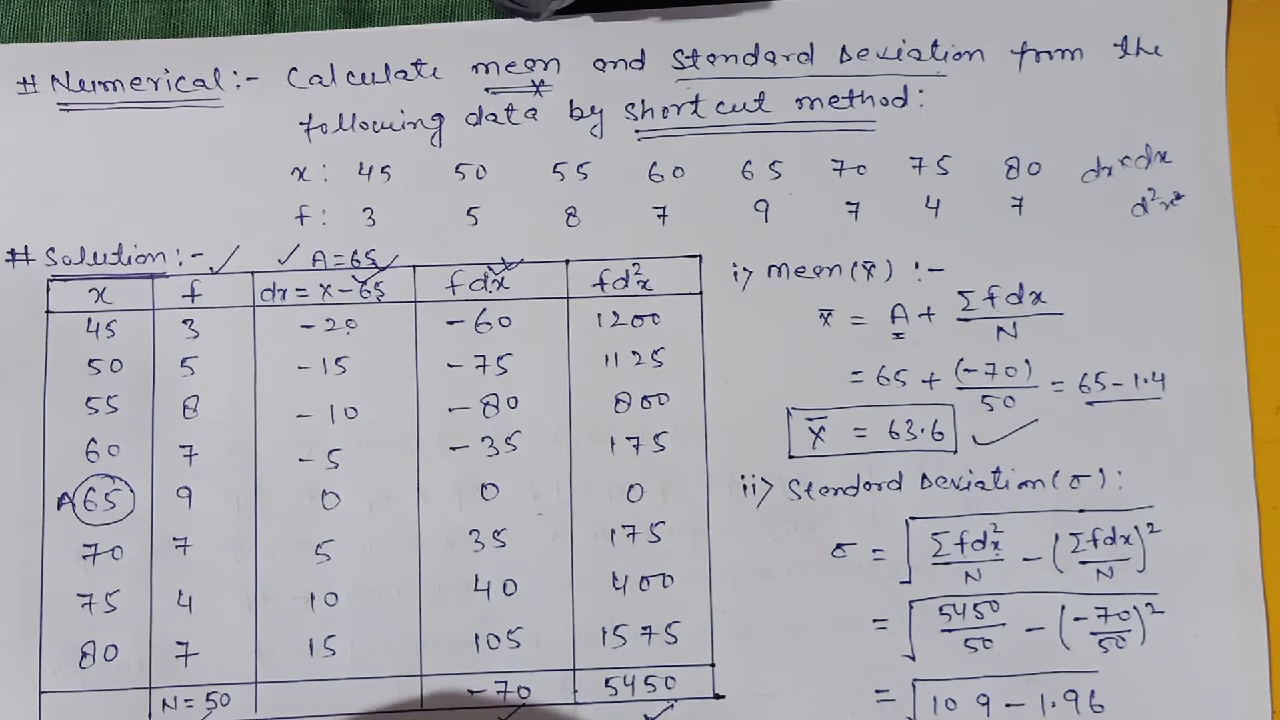 # Numerical:- Calculate mean and Standard Deviation from the
following data by short cut method:
x: 45 50 55 60 65 70 75 80 dx×dx
f: 3 5 8 7 9 7 4 7
# Solution:- ✓ ✓ A=65 ✓
x f dx = x-65 fdx fd²x
45 3 -20 -60 1200
50 5 -15 -75 1125
55 8 -10 -80 800
60 7 -5 -35 175
A 65 9 0 0 0
70 7 5 35 175
75 4 10 40 400
80 7 15 105 1575
N=50 -70 5450
i) mean(x̄) :-
x̄ = A + Σfdx/N
= 65 + (-70)/50 = 65-1.4
x̄ = 63.6 ✓
ii) Standard Deviation(σ):
σ = √(Σfd²x/N - (Σfdx/N)²)
= √(5450/50 - (-70/50)²)
= √(109-1.96)